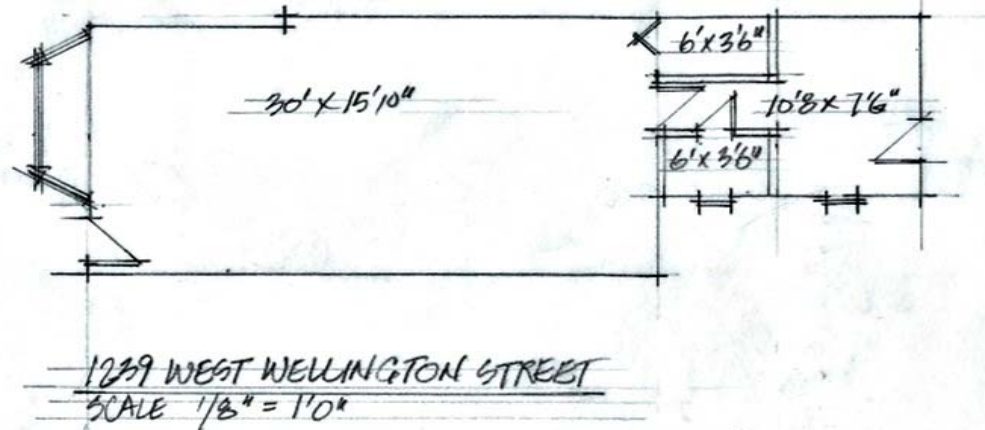 6'x3'6"
30' x 15'10"
10'8 x 7'6"
6'x3'6"
1239 WEST WELLINGTON STREET
SCALE 1/8" = 1'0"